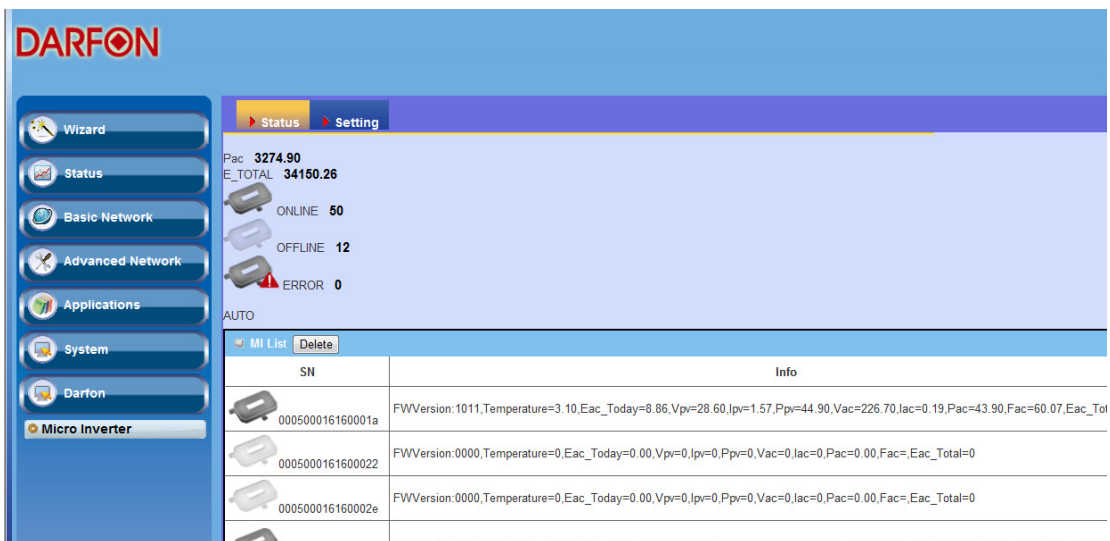 DARFON
Wizard
Status
Basic Network
Advanced Network
Applications
System
Darfon
Micro Inverter
Status
Setting
Pac 3274.90
E_TOTAL 34150.26
ONLINE 50
OFFLINE 12
ERROR 0
AUTO
MI List Delete
SN Info
000500016160001a FWVersion:1011,Temperature=3.10,Eac_Today=8.86,Vpv=28.60,Ipv=1.57,Ppv=44.90,Vac=226.70,Iac=0.19,Pac=43.90,Fac=60.07,Eac_Tot
0005000161600022 FWVersion:0000,Temperature=0,Eac_Today=0.00,Vpv=0,Ipv=0,Ppv=0,Vac=0,Iac=0,Pac=0.00,Fac=,Eac_Total=0
000500016160002e FWVersion:0000,Temperature=0,Eac_Today=0.00,Vpv=0,Ipv=0,Ppv=0,Vac=0,Iac=0,Pac=0.00,Fac=,Eac_Total=0